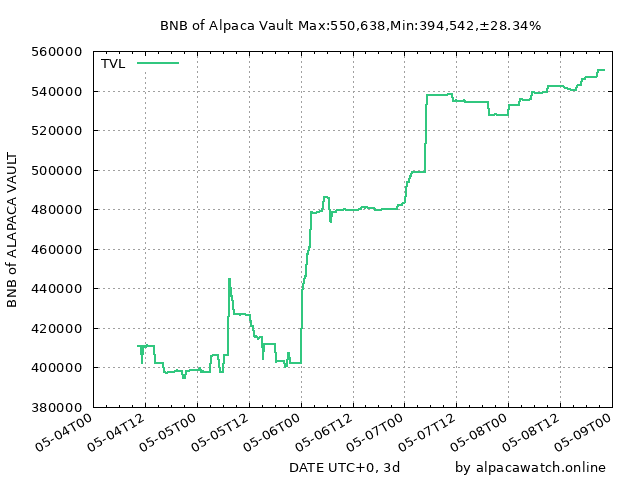 BNB of Alpaca Vault Max:550,638,Min:394,542,±28.34%
TVL
BNB of ALAPACA VAULT
560000
540000
520000
500000
480000
460000
440000
420000
400000
380000
05-04T00
05-04T12
05-05T00
05-05T12
05-06T00
05-06T12
05-07T00
05-07T12
05-08T00
05-08T12
05-09T00
DATE UTC+0, 3d
by alpacawatch.online